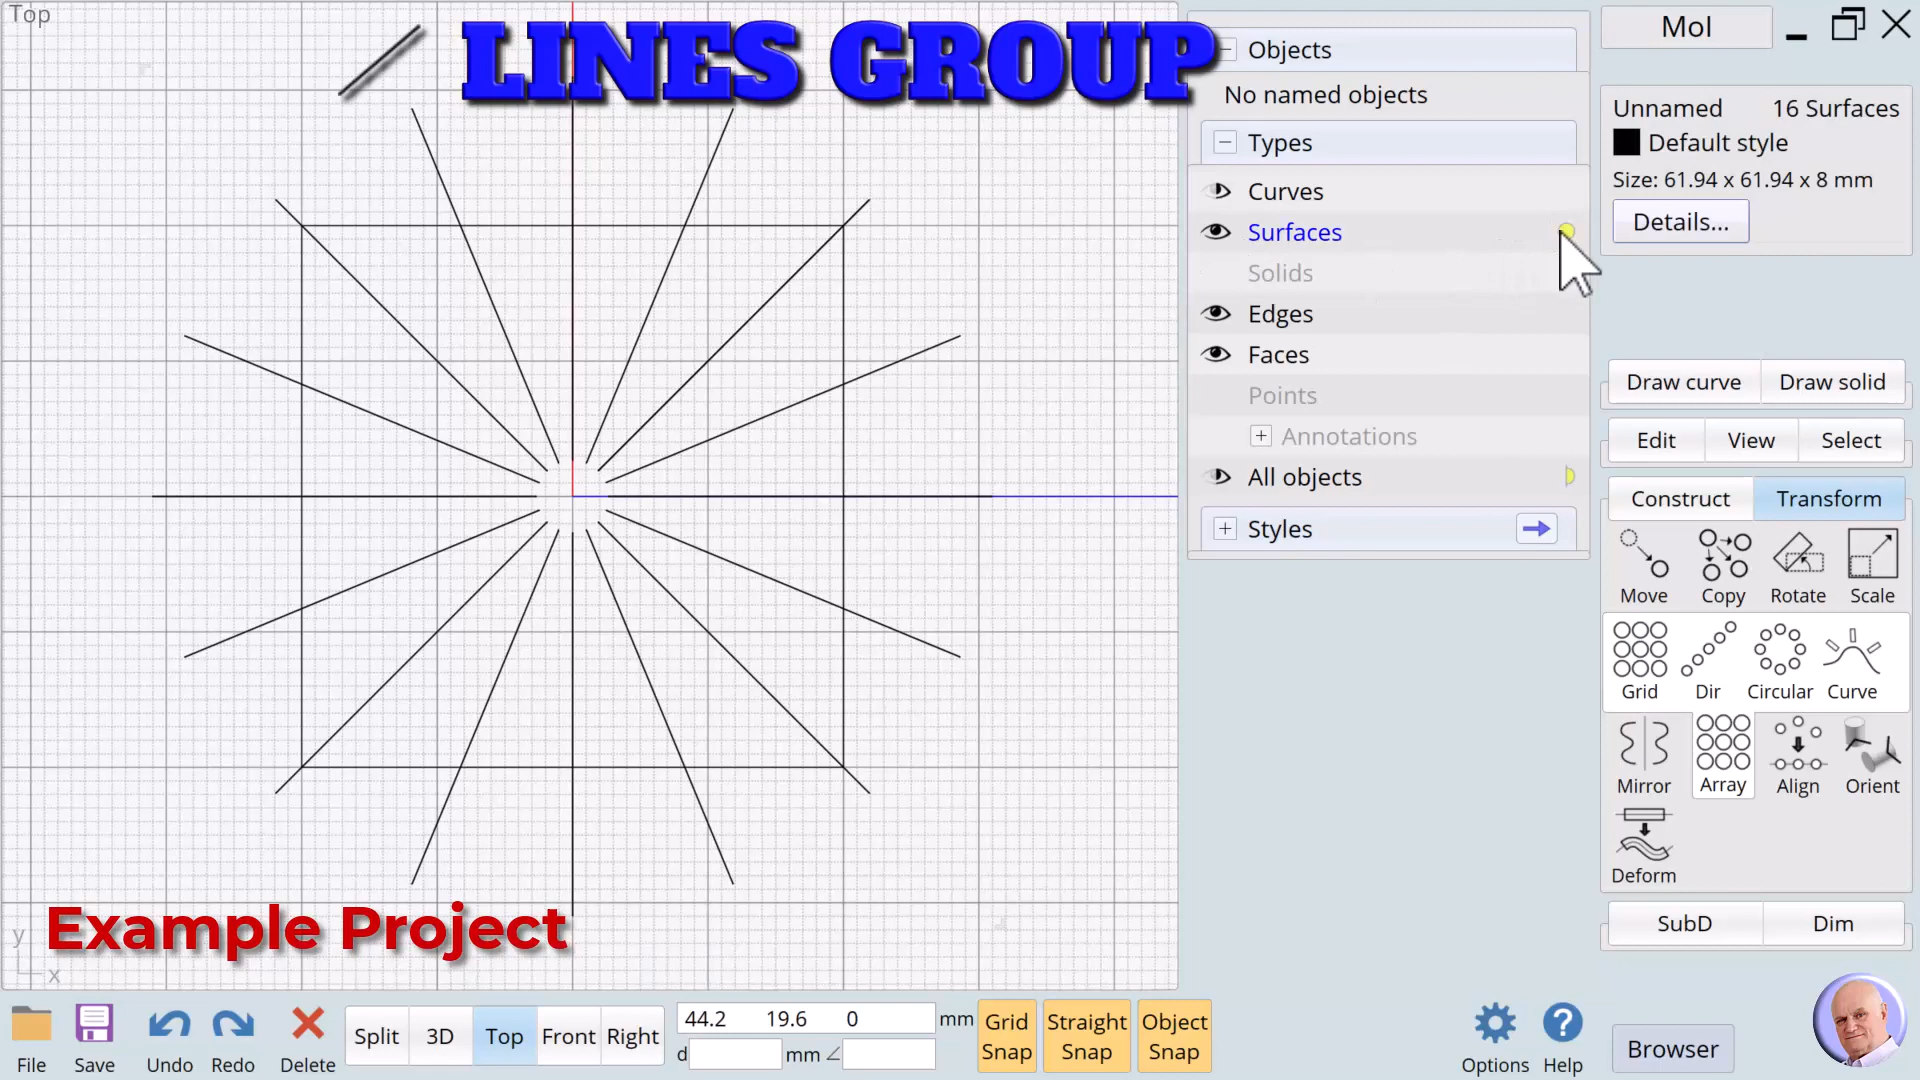 Top
LINES GROUP
Objects
No named objects
Types
Curves
Surfaces
Solids
Edges
Faces
Points
Annotations
All objects
Styles
MoI
Unnamed 16 Surfaces
Default style
Size: 61.94 x 61.94 x 8 mm
Details...
Draw curve Draw solid
Edit View Select
Construct Transform
Move Copy Rotate Scale
Grid Dir Circular Curve
Mirror Array Align Orient
Deform
SubD Dim
Example Project
y
x
File Save Undo Redo Delete
Split 3D Top Front Right
44.2 19.6 0 mm
d mm
Grid Snap
Straight Snap
Object Snap
Options Help
Browser